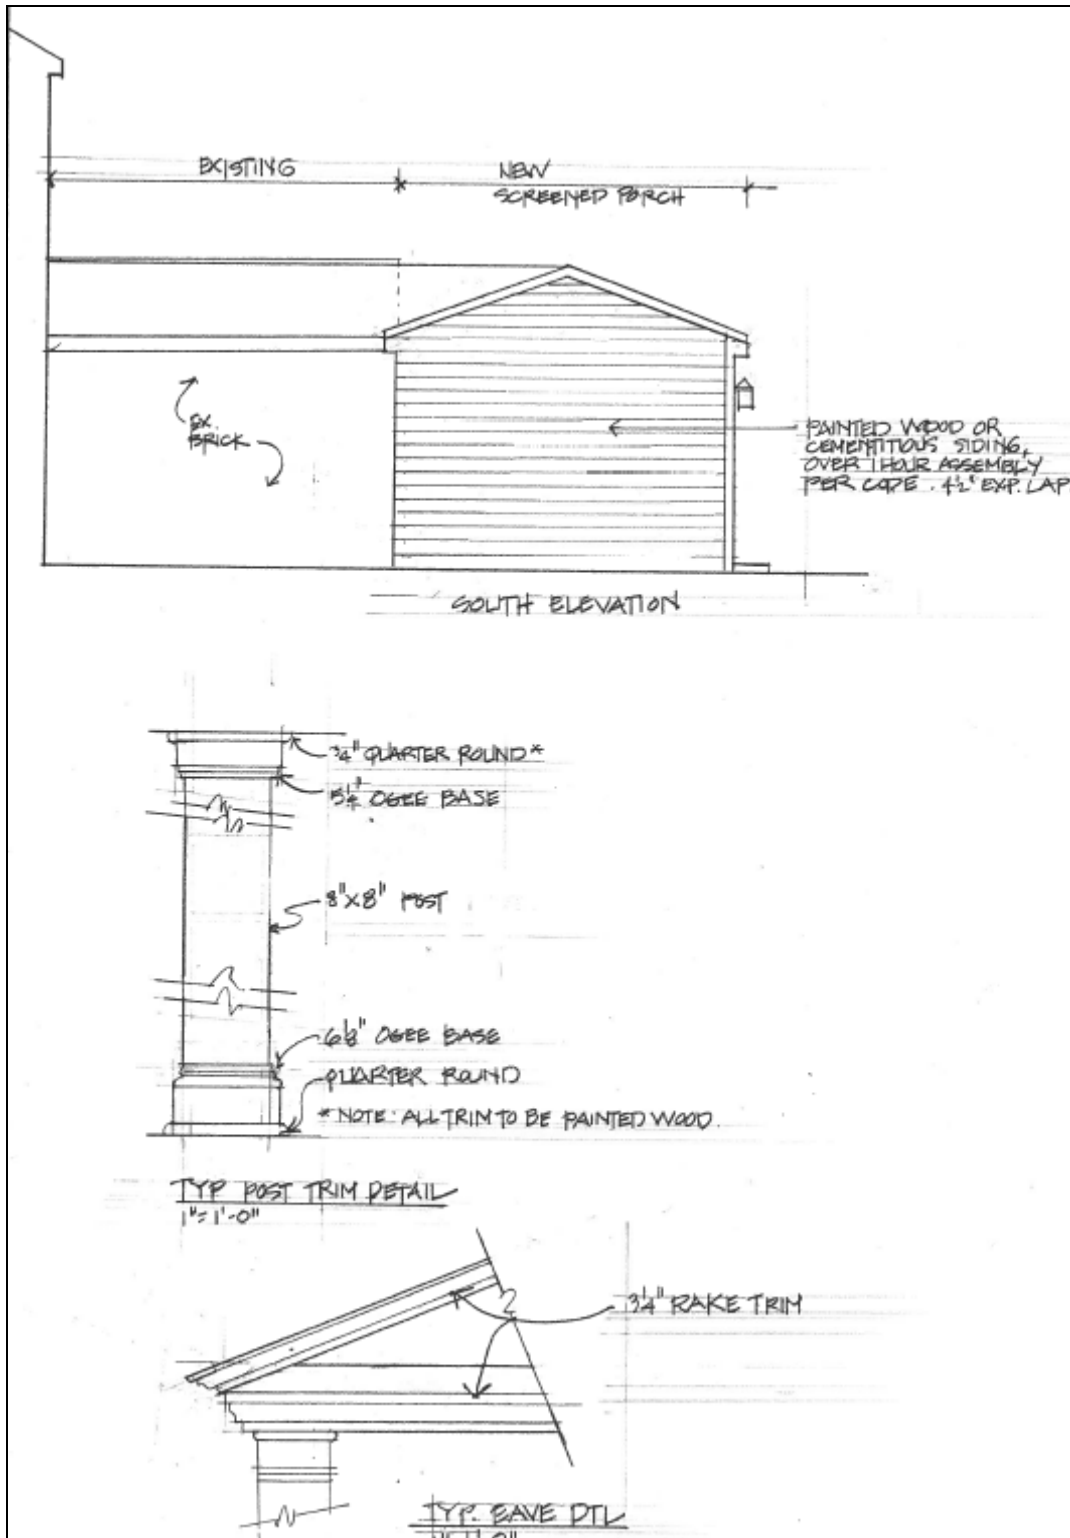 EXISTING
NEW
SCREENED PORCH
EX.
BRICK
PAINTED WOOD OR
CEMENTITIOUS SIDING,
OVER 1 HOUR ASSEMBLY
PER CODE. 4½" EXP. LAP
SOUTH ELEVATION
¾" QUARTER ROUND*
5¼" OGEE BASE
8"X8" POST
OGEE BASE
QUARTER ROUND
*NOTE: ALL TRIM TO BE PAINTED WOOD.
TYP POST TRIM DETAIL
1"=1'-0"
3¼" RAKE TRIM
TYP. EAVE DTL